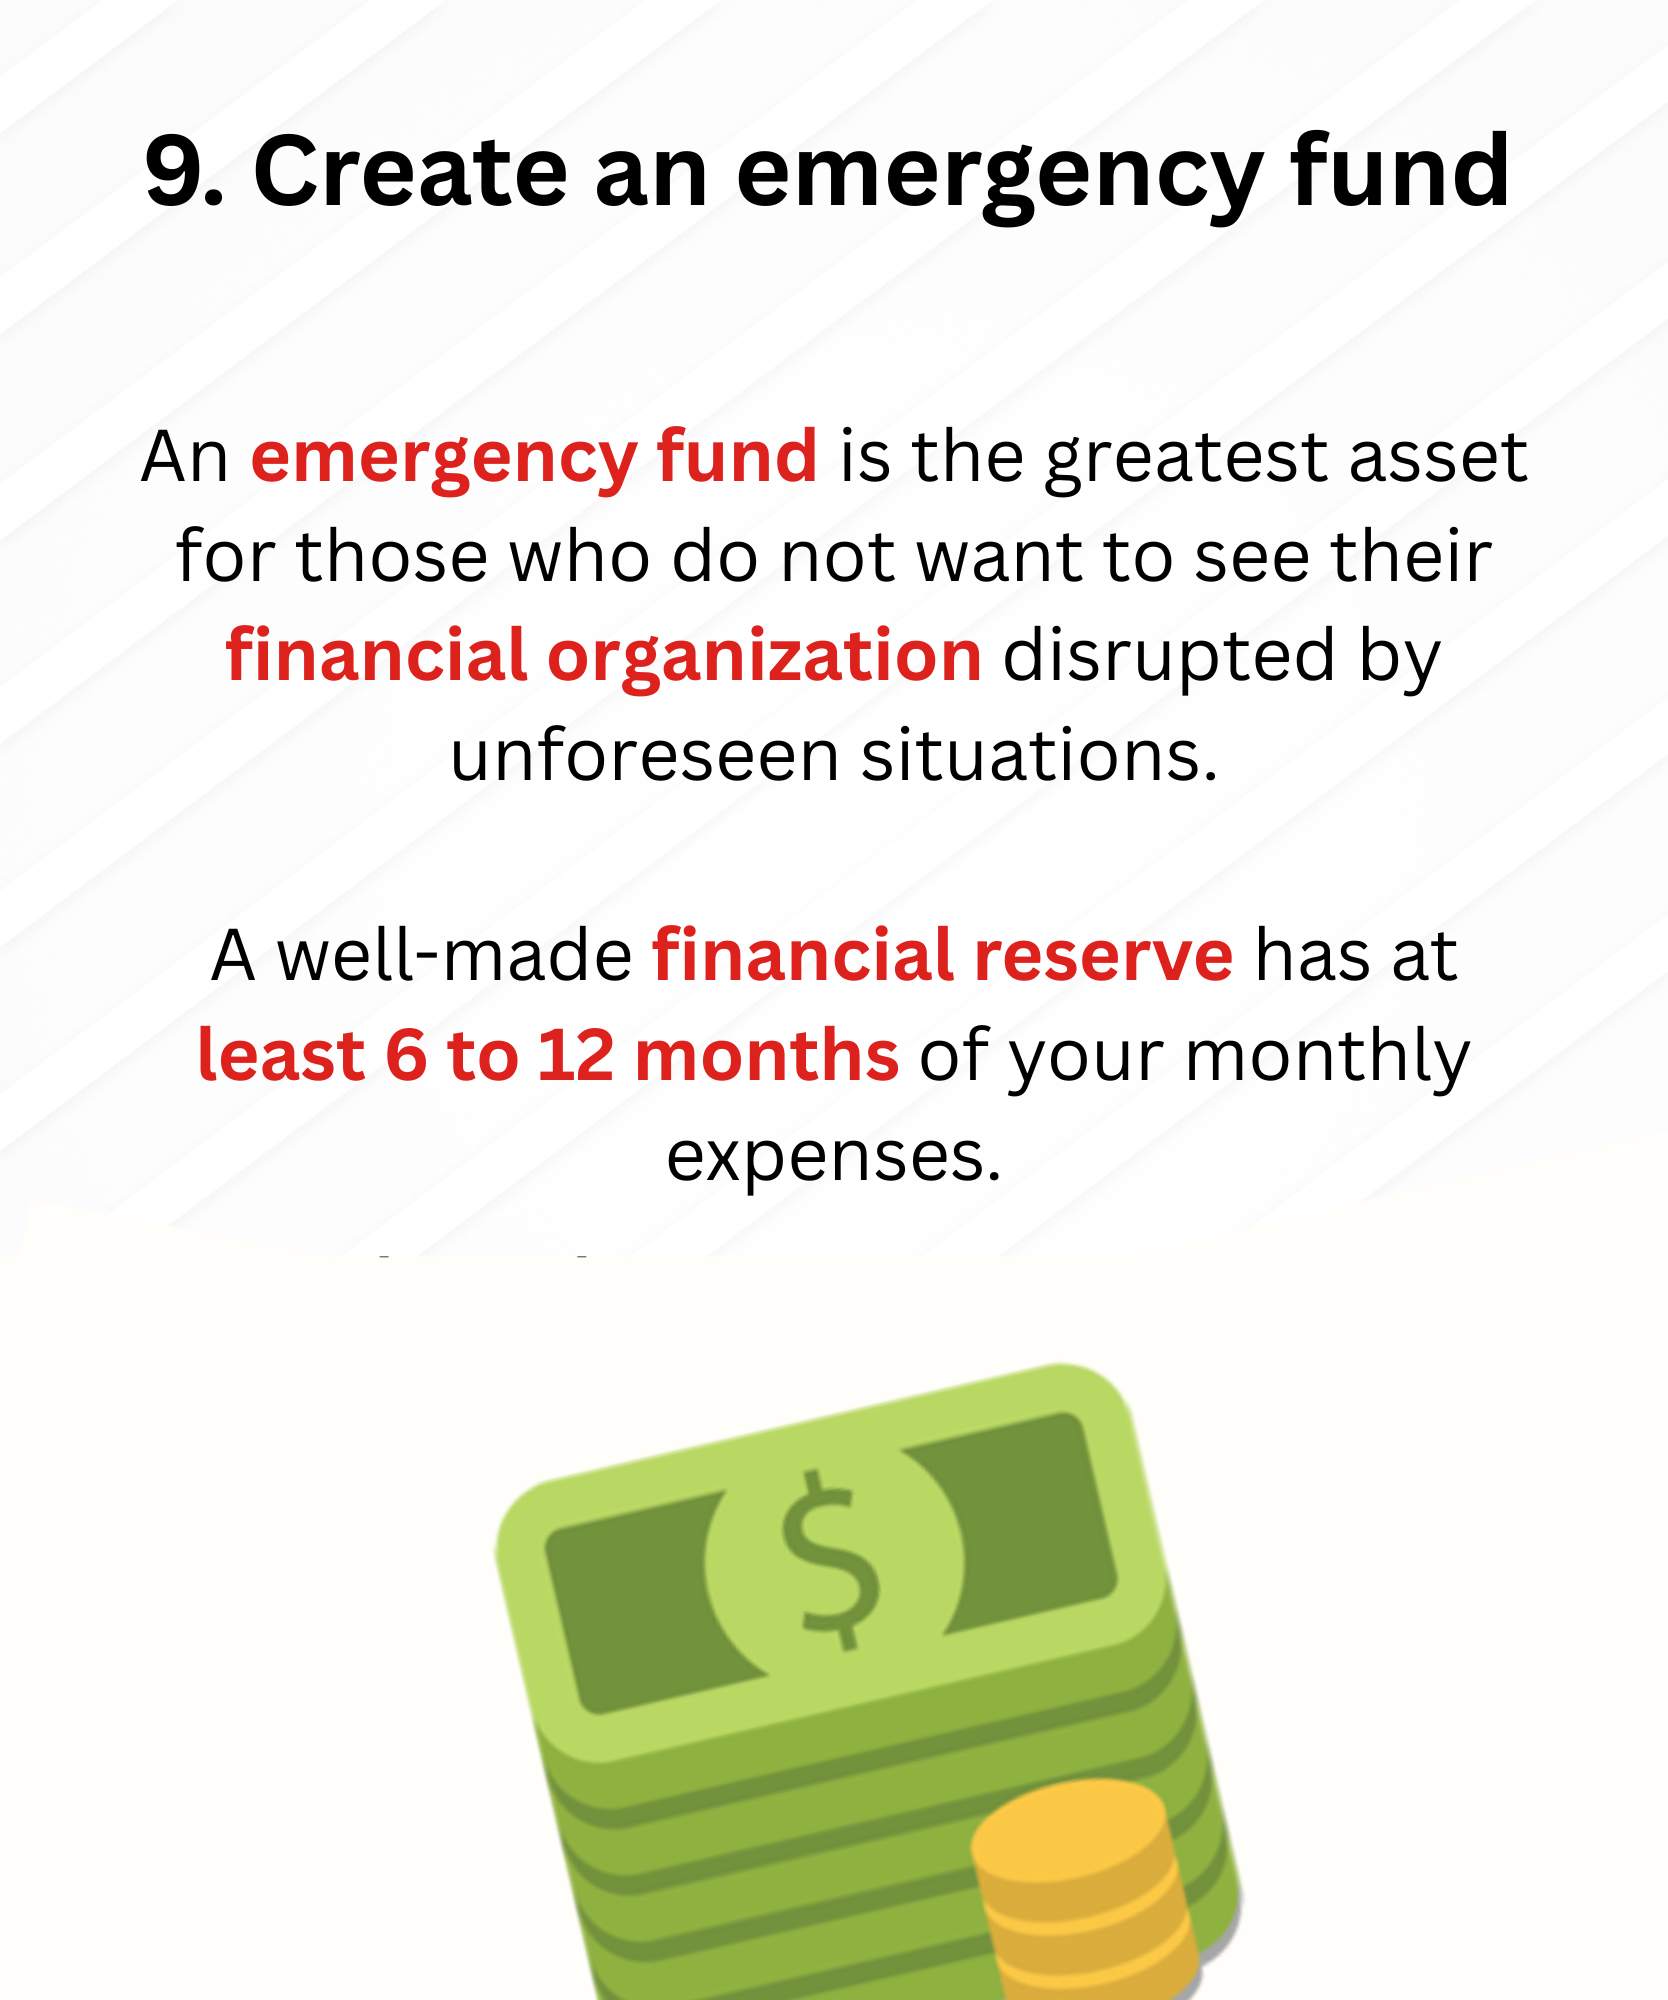 9. Create an emergency fund
An emergency fund is the greatest asset
for those who do not want to see their
financial organization disrupted by
unforeseen situations.
A well-made financial reserve has at
least 6 to 12 months of your monthly
expenses.
$